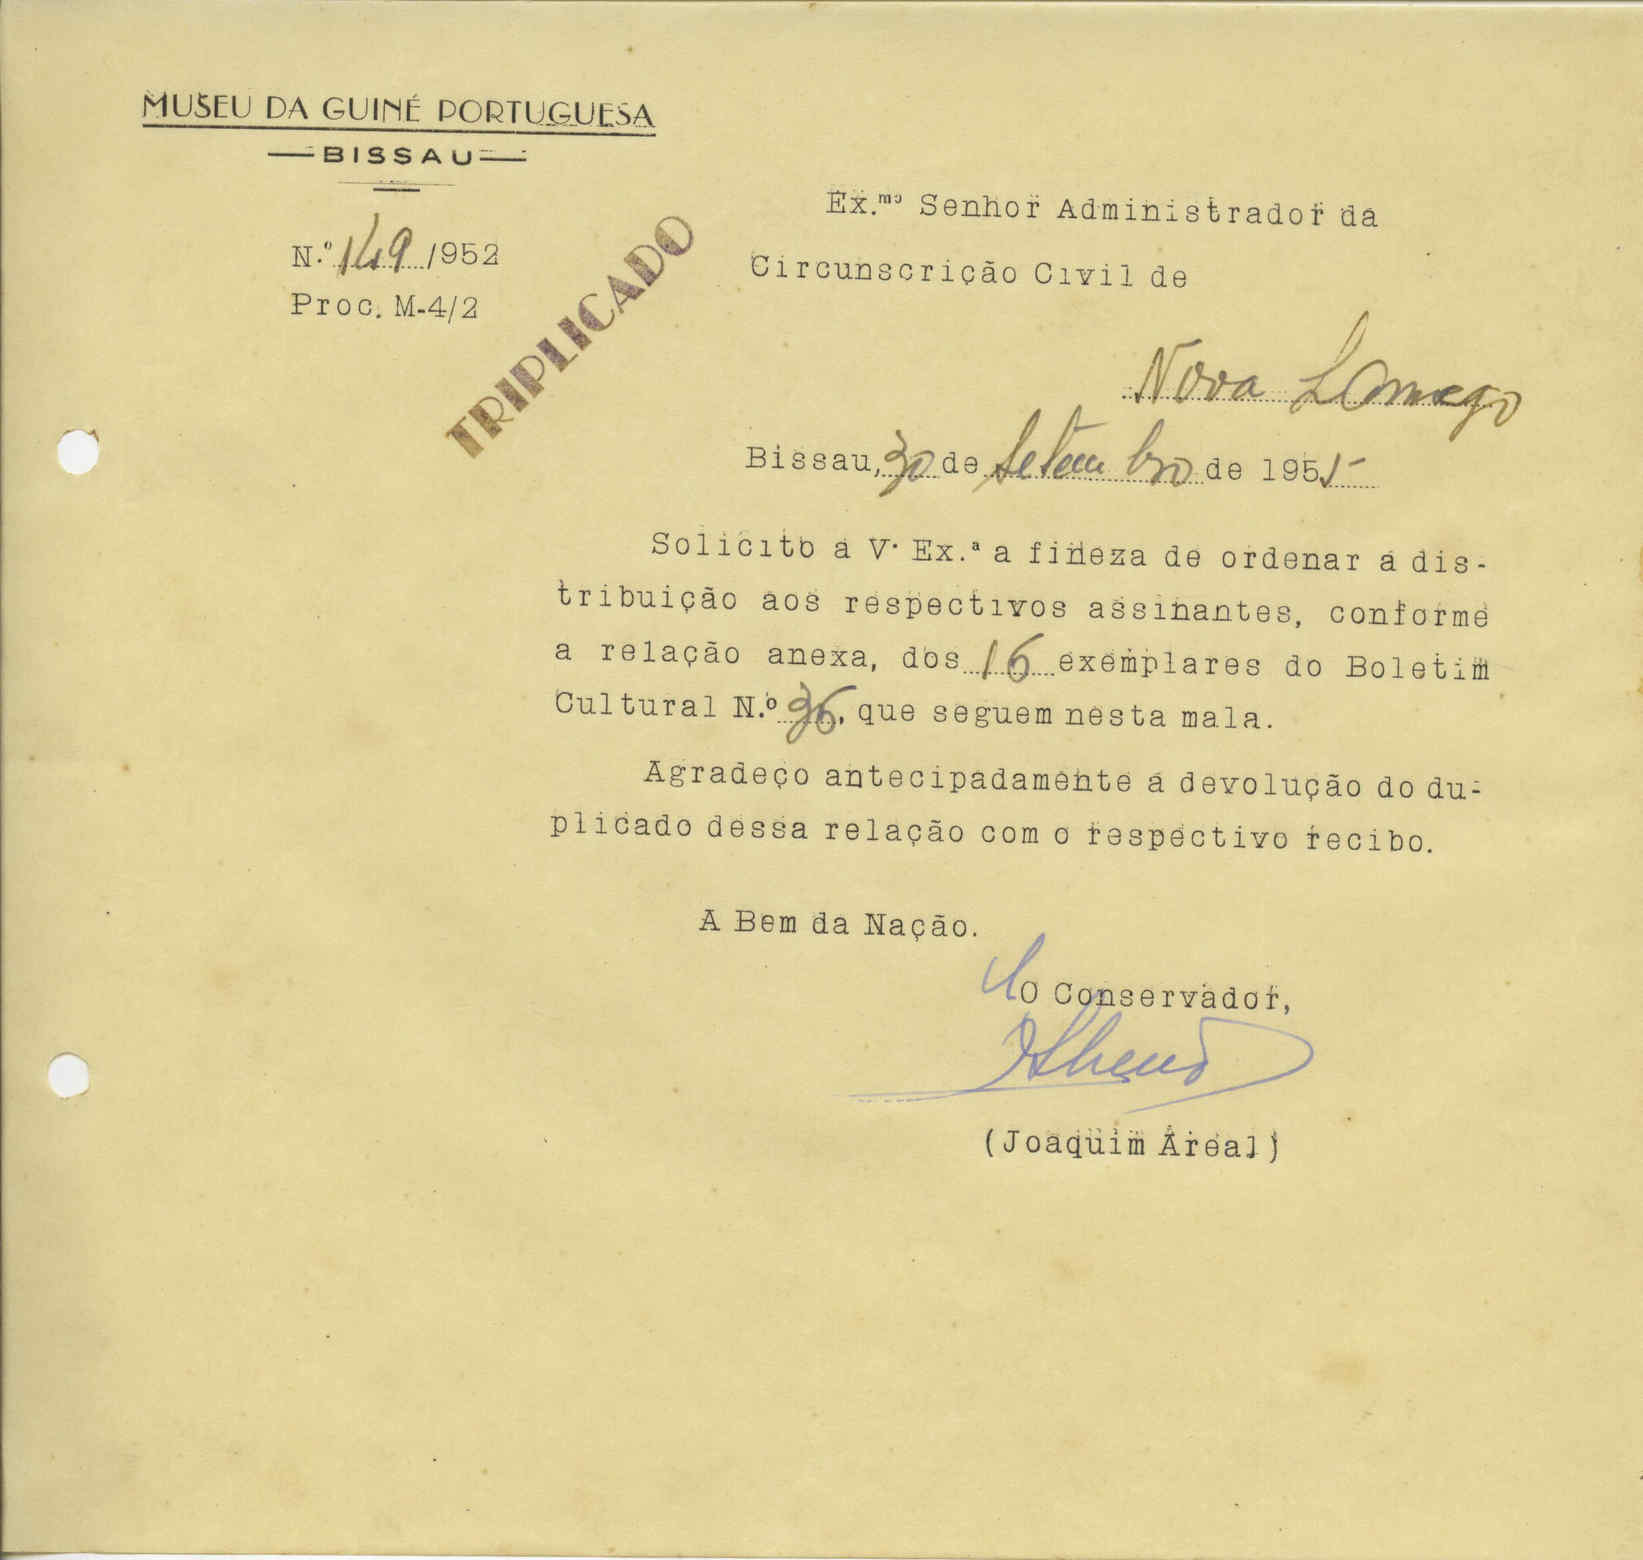 MUSEU DA GUINÉ PORTUGUESA
BISSAU
N.º 149 /952
Proc. M-4/2
TRIPLICADO
Ex.mo Senhor Administrador da
Circunscrição Civil de
Nova Lamego
Bissau, 30 de Setembro de 1955
Solicito a V. Ex.ª a fineza de ordenar a dis-
tribuição aos respectivos assinantes, conforme
a relação anexa, dos 16 exemplares do Boletim
Cultural N.º 36, que seguem nesta mala.
Agradeço antecipadamente a devolução do du-
plicado dessa relação com o respectivo recibo.
A Bem da Nação.
O Conservador,
(Joaquim Areal)